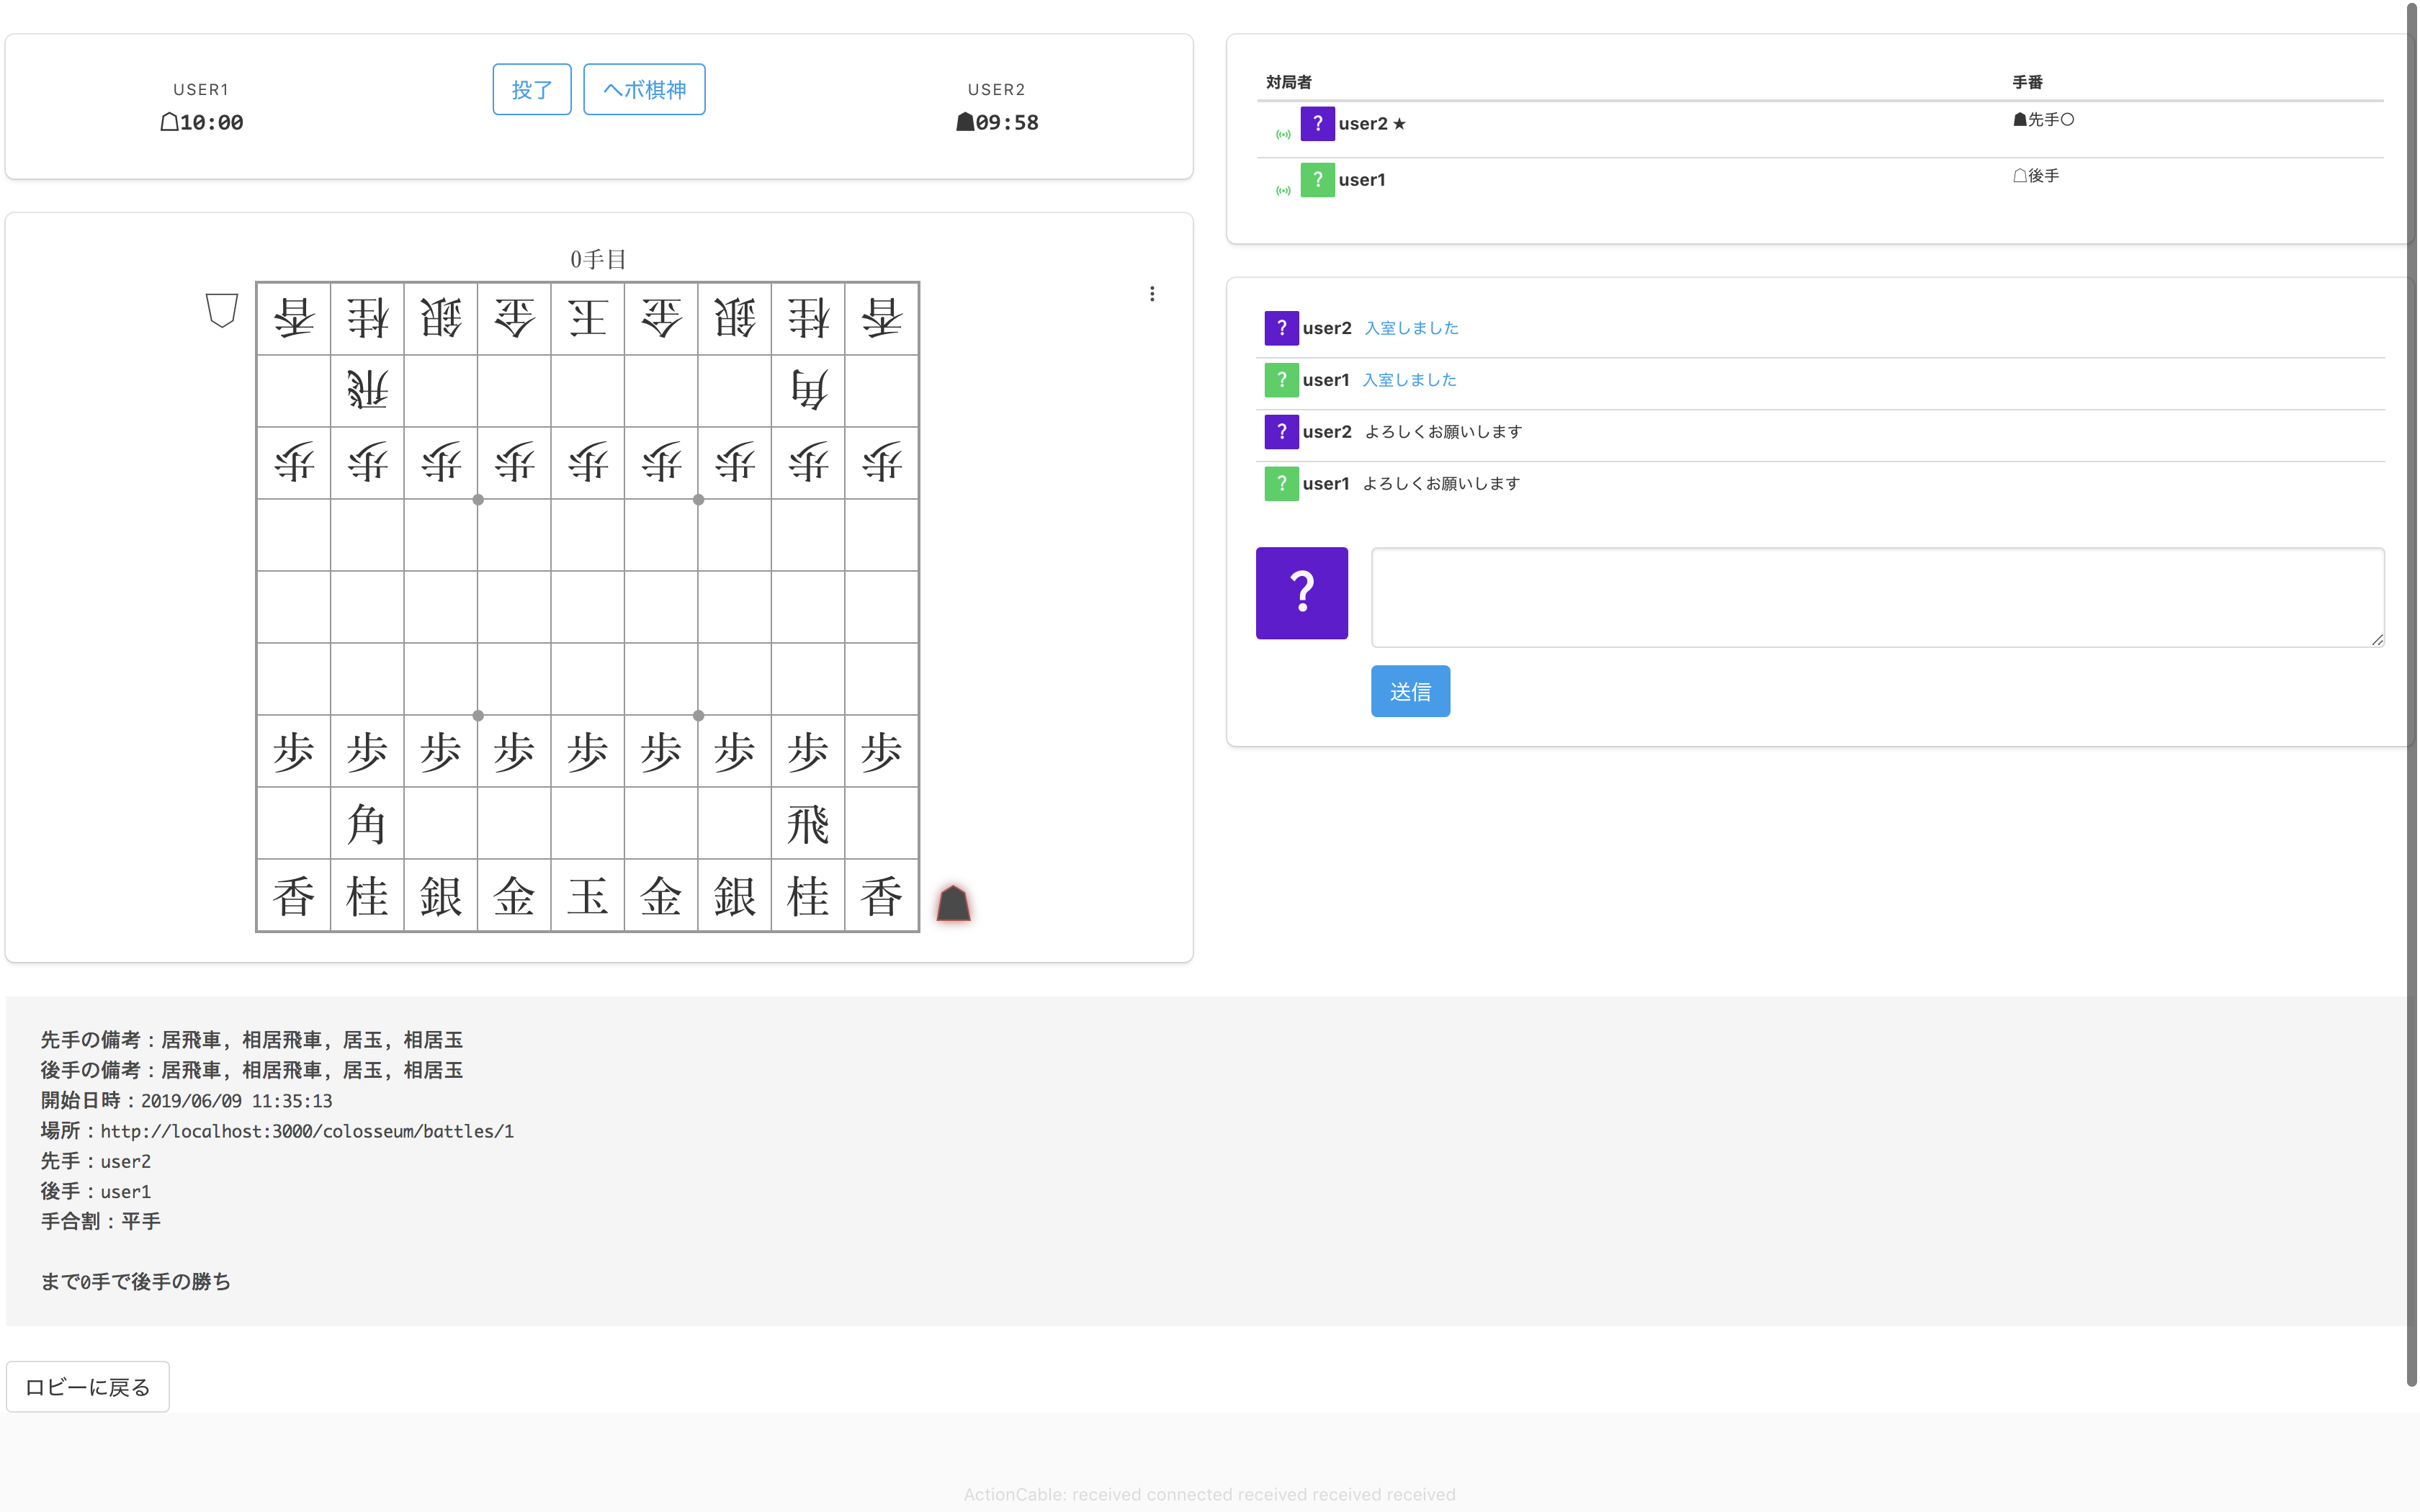 USER1
☖10:00
投了
ヘボ棋神
USER2
☗09:58
対局者 手番
? user2 ★ ☗先手〇
? user1 ☖後手
0手目
香桂銀金王金銀桂香
飛角
歩歩歩歩歩歩歩歩歩
歩歩歩歩歩歩歩歩歩
角飛
香桂銀金玉金銀桂香
? user2 入室しました
? user1 入室しました
? user2 よろしくお願いします
? user1 よろしくお願いします
?
送信
先手の備考：居飛車, 相居飛車, 居玉, 相居玉
後手の備考：居飛車, 相居飛車, 居玉, 相居玉
開始日時：2019/06/09 11:35:13
場所：http://localhost:3000/colosseum/battles/1
先手：user2
後手：user1
手合割：平手
まで0手で後手の勝ち
ロビーに戻る
ActionCable: received connected received received received